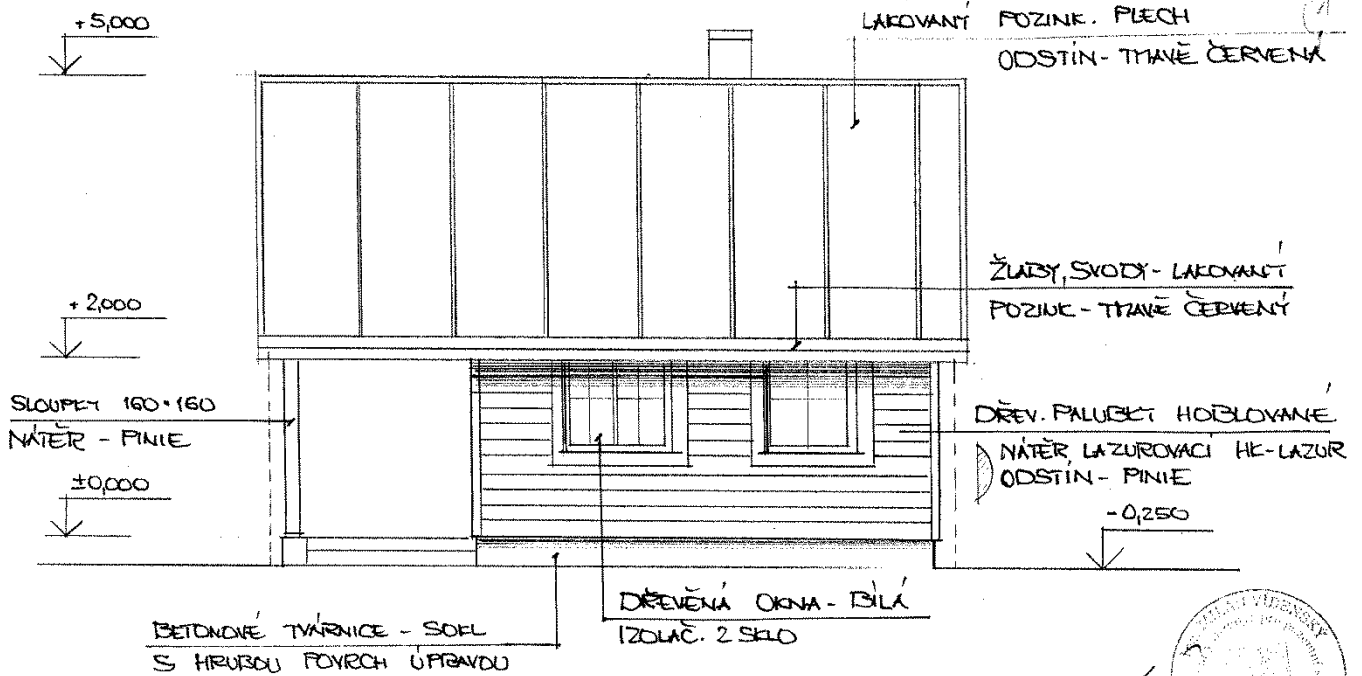 +5,000
LAKOVANÝ POZINK. PLECH
ODSTÍN - TMAVĚ ČERVENÁ
ŽLABY, SVODY - LAKOVANÝ
POZINK - TMAVĚ ČERVENÝ
+2,000
SLOUPKY 160·160
NÁTĚR - PINIE
DŘEV. PALUBKY HOBLOVANÉ
NÁTĚR LAZUROVACÍ HK-LAZUR
ODSTÍN - PINIE
±0,000
-0,250
DŘEVĚNÁ OKNA - BÍLÁ
IZOLAČ. 2 SKLO
BETONOVÉ TVÁRNICE - SOKL
S HRUBOU POVRCH ÚPRAVOU